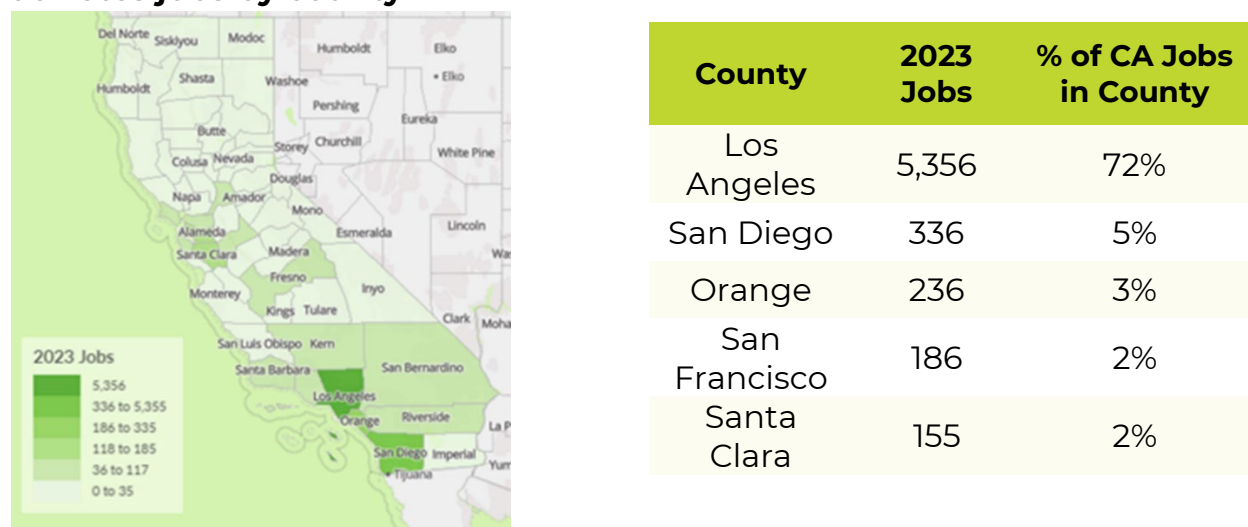 Del Norte
Siskiyou
Modoc
Humboldt
Elko
Elko
Shasta
Washoe
Humboldt
Pershing
Eureka
Butte
Storey
Churchill
White Pine
Colusa
Nevada
Douglas
Napa
Amador
Mono
Lincoln
Alameda
Esmeralda
Santa Clara
Madera
Fresno
Inyo
Monterey
Kings
Tulare
Clark
San Luis Obispo
Kern
Santa Barbara
San Bernardino
Los Angeles
Orange
Riverside
San Diego
Imperial
Tijuana
2023 Jobs
5,356
336 to 5,355
186 to 335
118 to 185
36 to 117
0 to 35
County
2023
Jobs
% of CA Jobs
in County
Los
Angeles
5,356
72%
San Diego
336
5%
Orange
236
3%
San
Francisco
186
2%
Santa
Clara
155
2%